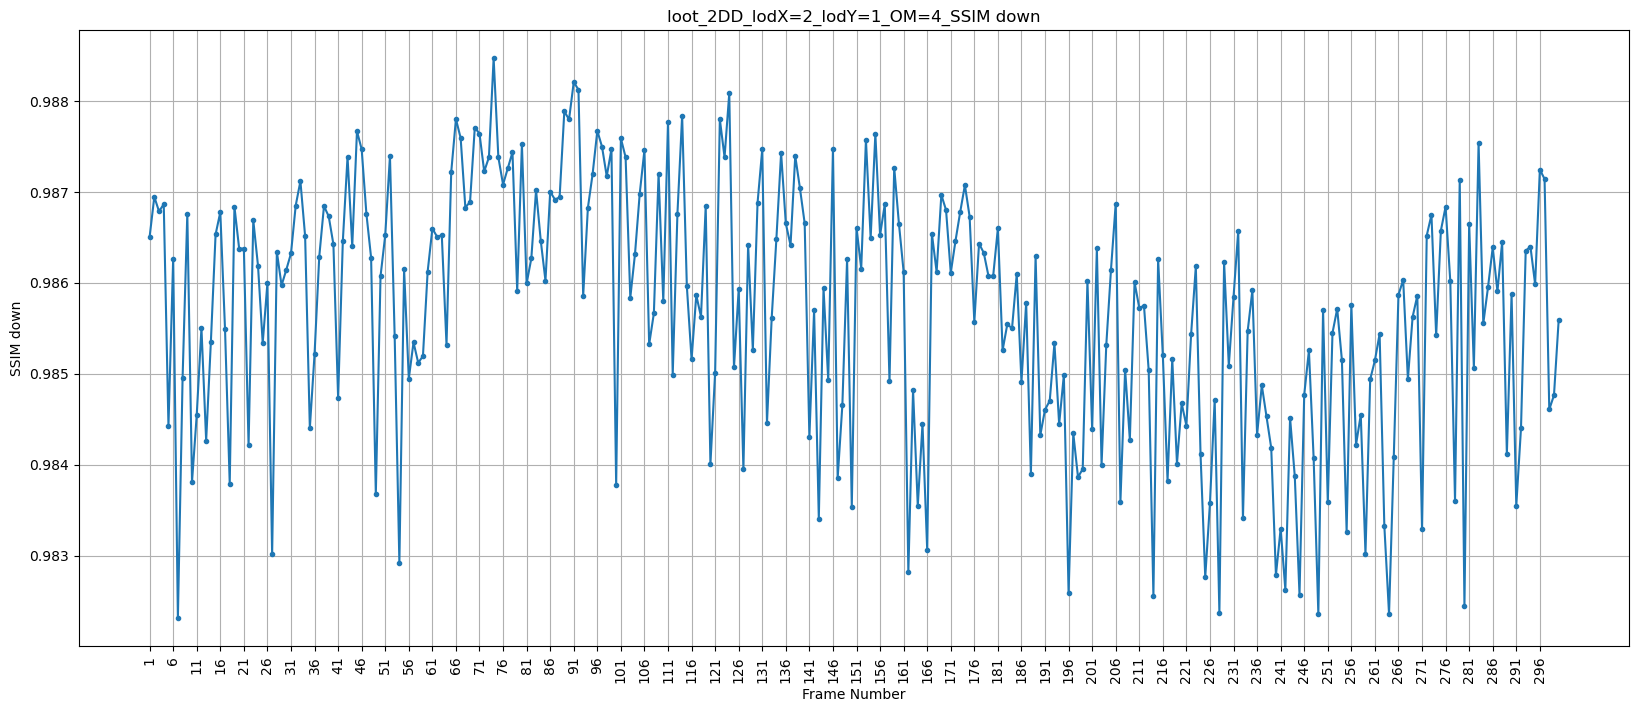 loot_2DD_lodX=2_lodY=1_OM=4_SSIM down
SSIM down
0.988
0.987
0.986
0.985
0.984
0.983
1 6 11 16 21 26 31 36 41 46 51 56 61 66 71 76 81 86 91 96 101 106 111 116 121 126 131 136 141 146 151 156 161 166 171 176 181 186 191 196 201 206 211 216 221 226 231 236 241 246 251 256 261 266 271 276 281 286 291 296
Frame Number